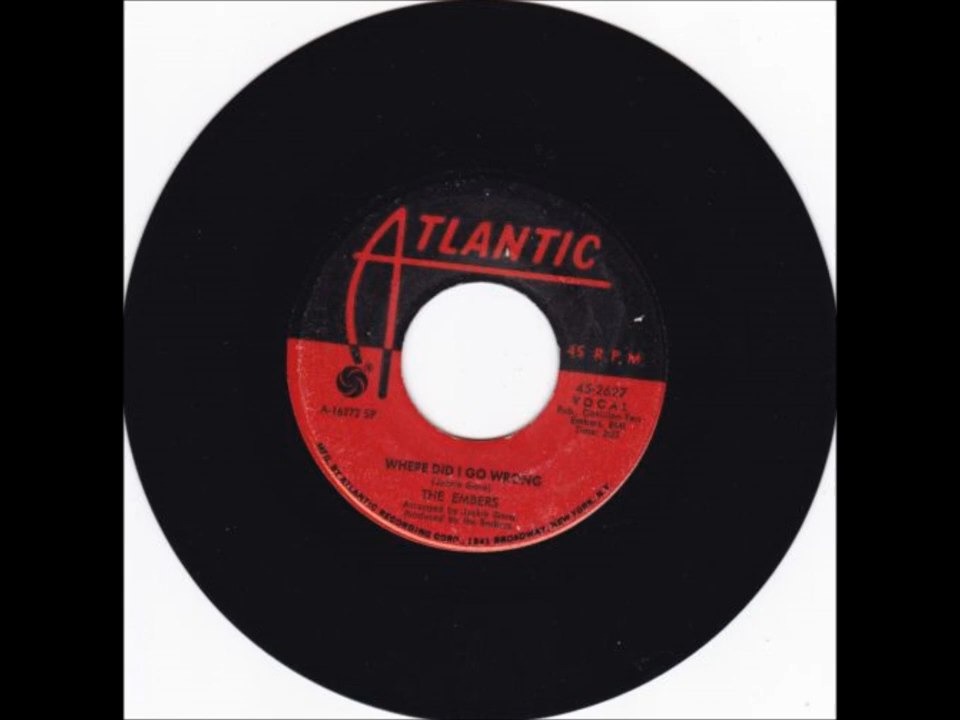 ATLANTIC
45 R.P.M.
45-2627
VOCAL
A-16172 SP
WHERE DID I GO WRONG
THE EMBERS
Arranged by Jackie
Produced by the Embers
MFG. BY ATLANTIC RECORDING CORP., 1841 BROADWAY, NEW YORK, N.Y.